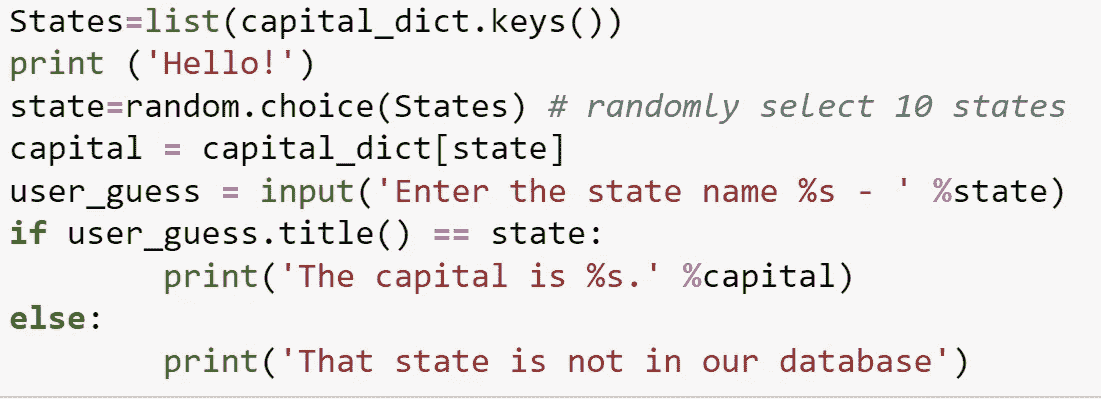 States=list(capital_dict.keys())
print ('Hello!')
state=random.choice(States) # randomly select 10 states
capital = capital_dict[state]
user_guess = input('Enter the state name %s - ' %state)
if user_guess.title() == state:
        print('The capital is %s.' %capital)
else:
        print('That state is not in our database')